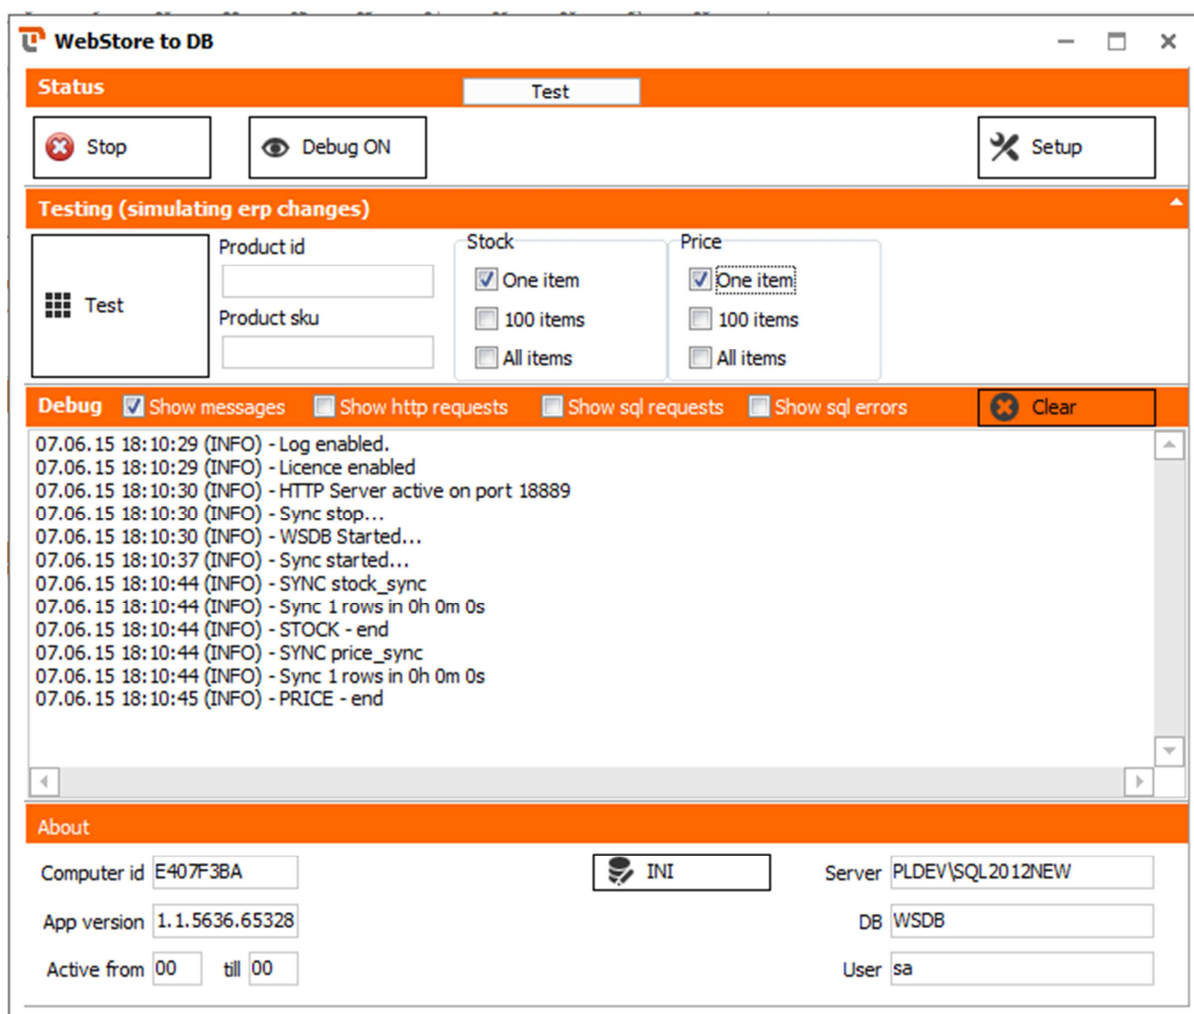 WebStore to DB
Status
Test
Stop
Debug ON
Setup
Testing (simulating erp changes)
Test
Product id
Product sku
Stock
One item
100 items
All items
Price
One item
100 items
All items
Debug
Show messages
Show http requests
Show sql requests
Show sql errors
Clear
07.06.15 18:10:29 (INFO) - Log enabled.
07.06.15 18:10:29 (INFO) - Licence enabled
07.06.15 18:10:30 (INFO) - HTTP Server active on port 18889
07.06.15 18:10:30 (INFO) - Sync stop...
07.06.15 18:10:30 (INFO) - WSDB Started...
07.06.15 18:10:37 (INFO) - Sync started...
07.06.15 18:10:44 (INFO) - SYNC stock_sync
07.06.15 18:10:44 (INFO) - Sync 1 rows in 0h 0m 0s
07.06.15 18:10:44 (INFO) - STOCK - end
07.06.15 18:10:44 (INFO) - SYNC price_sync
07.06.15 18:10:44 (INFO) - Sync 1 rows in 0h 0m 0s
07.06.15 18:10:45 (INFO) - PRICE - end
About
Computer id E407F3BA
App version 1.1.5636.65328
Active from 00 till 00
INI
Server PLDEV\SQL2012NEW
DB WSDB
User sa